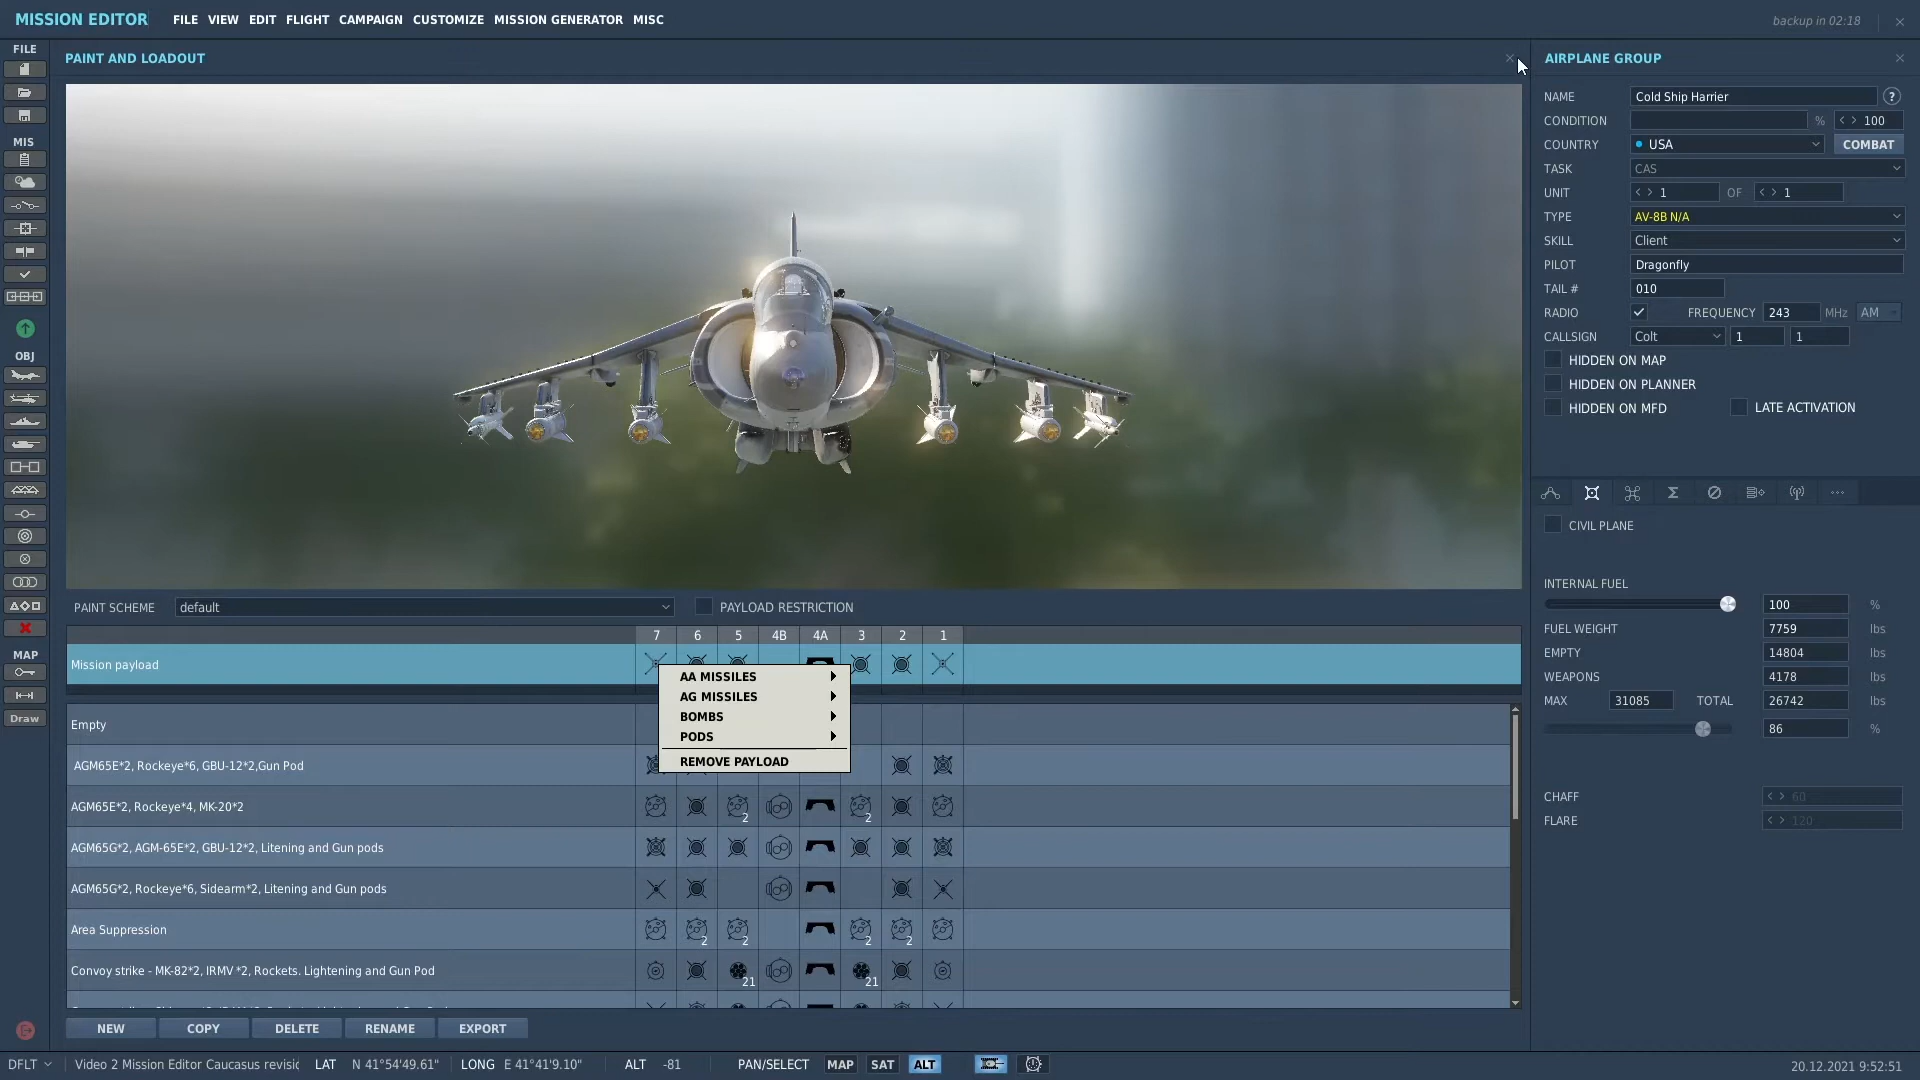 MISSION EDITOR FILE VIEW EDIT FLIGHT CAMPAIGN CUSTOMIZE MISSION GENERATOR MISC backup in 02:18
FILE
MIS
OBJ
MAP
Draw
PAINT AND LOADOUT
PAINT SCHEME default PAYLOAD RESTRICTION
7 6 5 4B 4A 3 2 1
Mission payload
AA MISSILES
AG MISSILES
BOMBS
PODS
REMOVE PAYLOAD
Empty
AGM65E*2, Rockeye*6, GBU-12*2,Gun Pod
AGM65E*2, Rockeye*4, MK-20*2 2 2
AGM65G*2, AGM-65E*2, GBU-12*2, Litening and Gun pods
AGM65G*2, Rockeye*6, Sidearm*2, Litening and Gun pods
Area Suppression 2 2 2 2
Convoy strike - MK-82*2, IRMV *2, Rockets. Lightening and Gun Pod 21 21
NEW COPY DELETE RENAME EXPORT
AIRPLANE GROUP
NAME Cold Ship Harrier ?
CONDITION % < > 100
COUNTRY USA COMBAT
TASK CAS
UNIT < > 1 OF < > 1
TYPE AV-8B N/A
SKILL Client
PILOT Dragonfly
TAIL # 010
RADIO FREQUENCY 243 MHz AM
CALLSIGN Colt 1 1
HIDDEN ON MAP
HIDDEN ON PLANNER
HIDDEN ON MFD LATE ACTIVATION
CIVIL PLANE
INTERNAL FUEL
100 %
FUEL WEIGHT 7759 lbs
EMPTY 14804 lbs
WEAPONS 4178 lbs
MAX 31085 TOTAL 26742 lbs
86 %
CHAFF < > 60
FLARE < > 120
DFLT Video 2 Mission Editor Caucasus revisic LAT N 41°54'49.61" LONG E 41°41'9.10" ALT -81 PAN/SELECT MAP SAT ALT 20.12.2021 9:52:51